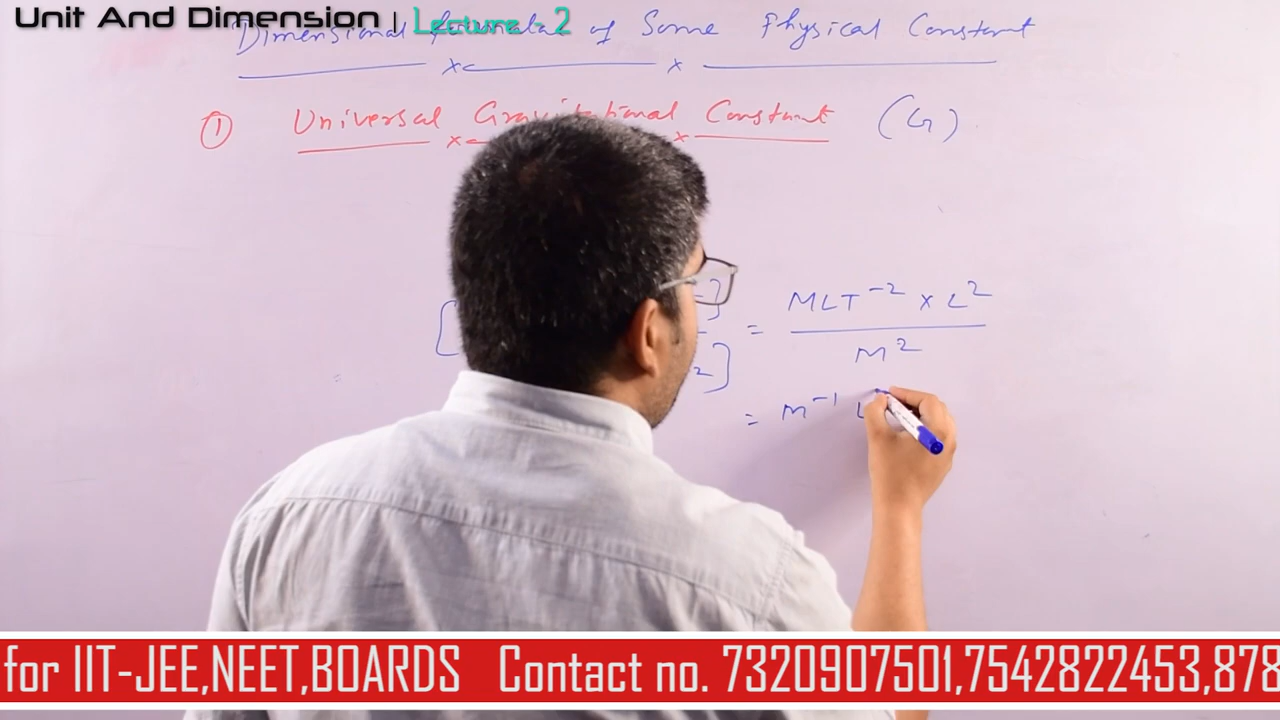 Unit And Dimension | Lecture - 2
Dimensional formula of Some Physical Constant
① Universal Gravitational Constant (G)
= MLT⁻² x L²
M²
2]
= M⁻¹ L
for IIT-JEE,NEET,BOARDS Contact no. 7320907501,7542822453,878